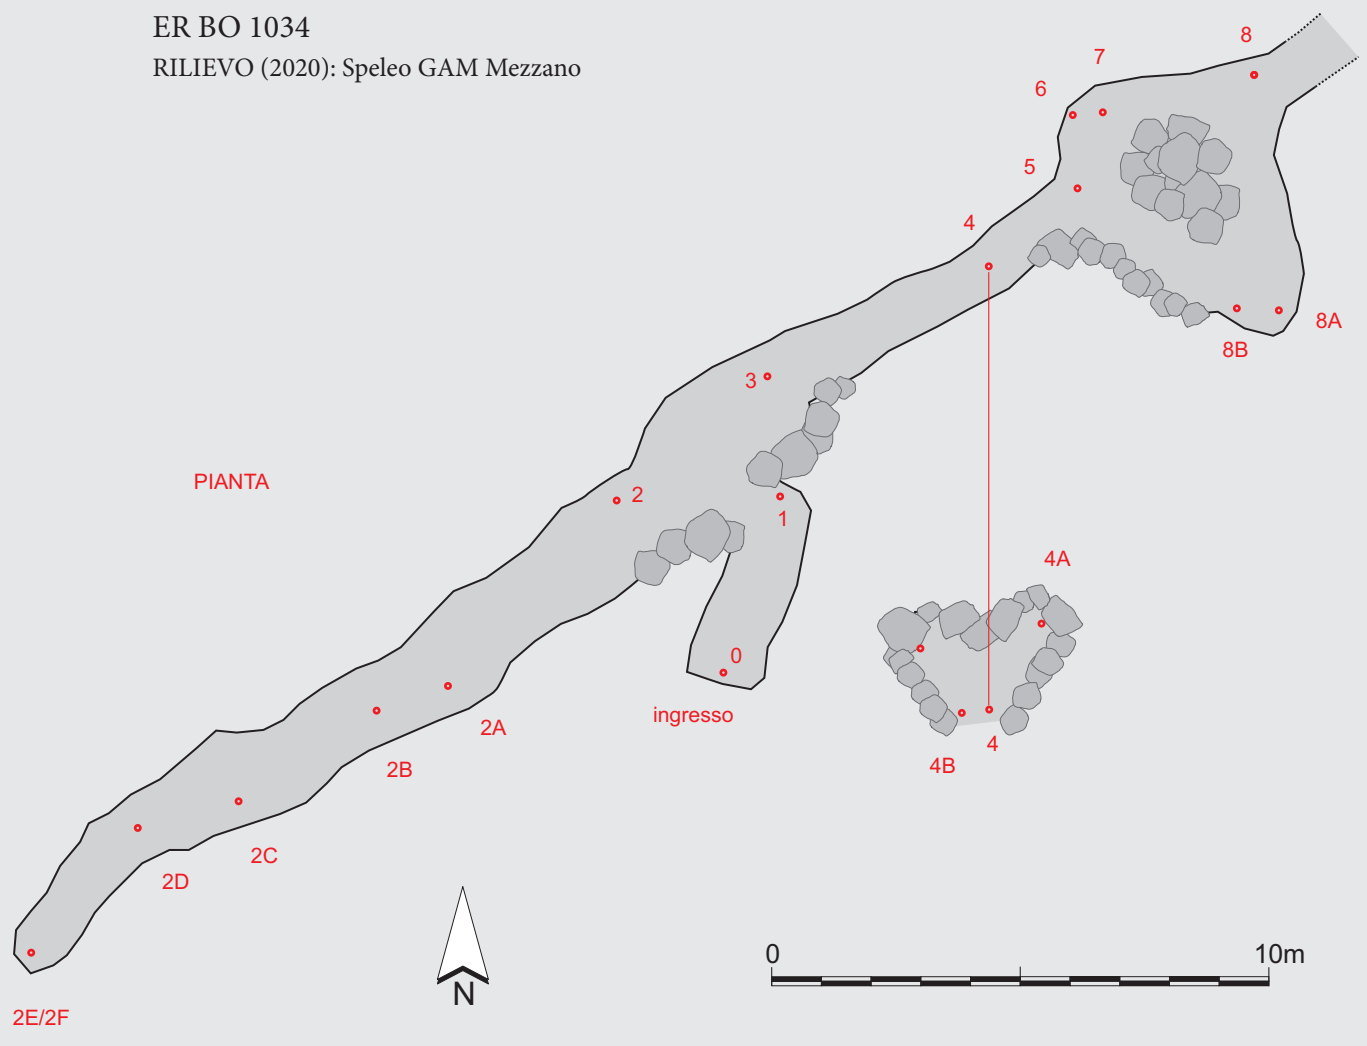 ER BO 1034
RILIEVO (2020): Speleo GAM Mezzano
8
7
6
5
4
8A
8B
3
PIANTA
2
1
4A
0
ingresso
2A
4
4B
2B
2C
2D
0 10m
N
2E/2F